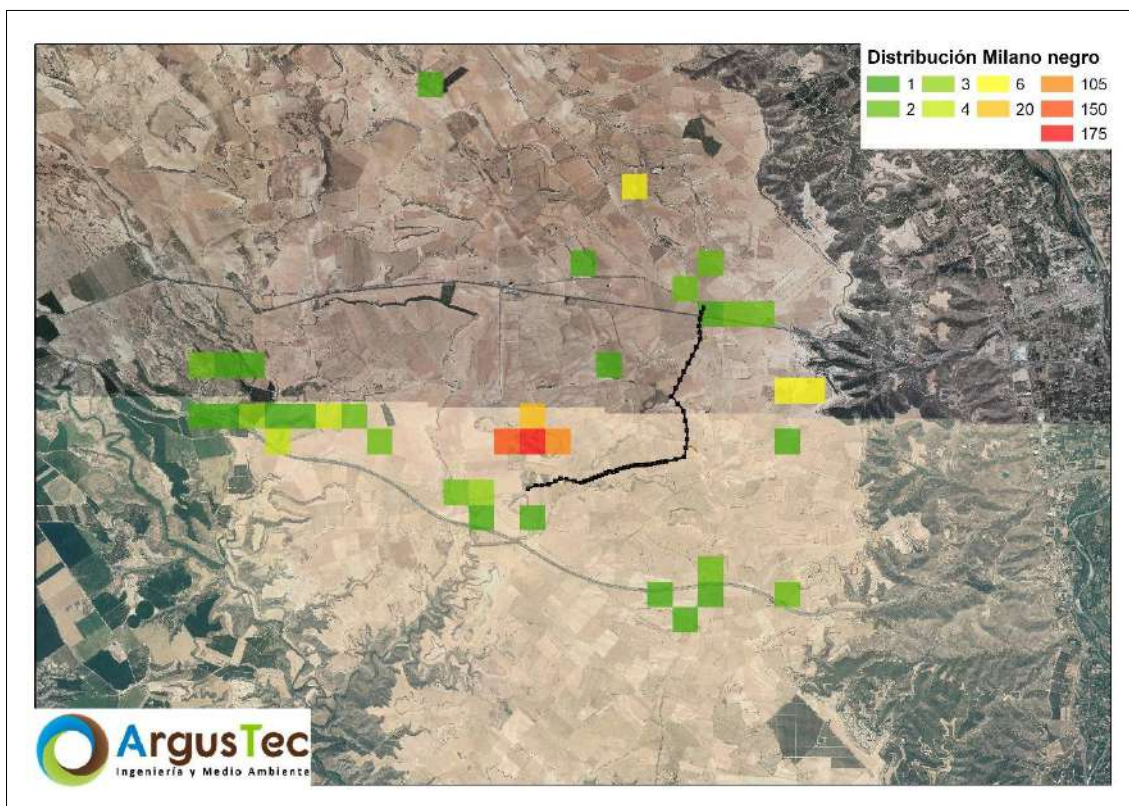 Distribución Milano negro
1 3 6 105
2 4 20 150
175
ArgusTec
Ingeniería y Medio Ambiente